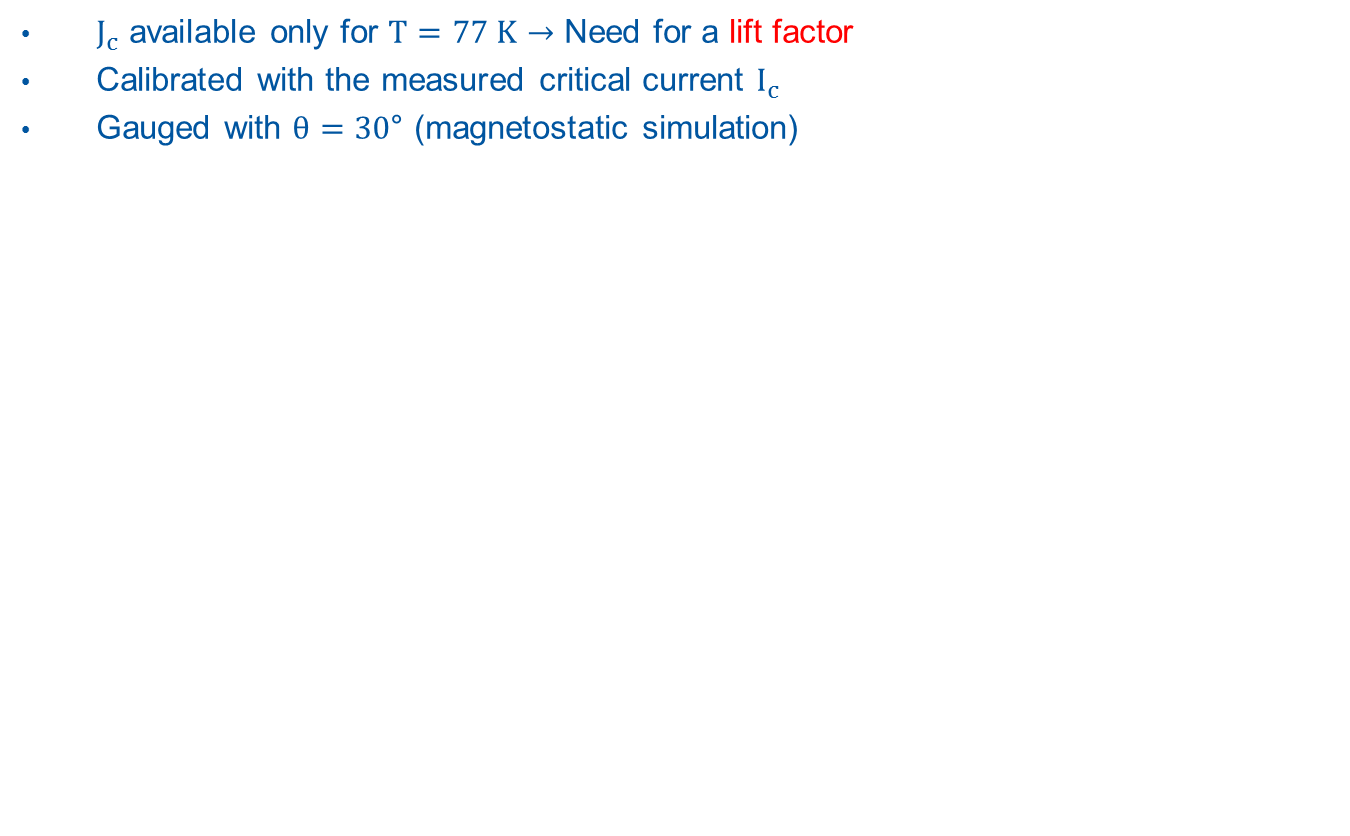 • J_c available only for T = 77 K → Need for a lift factor
• Calibrated with the measured critical current I_c
• Gauged with θ = 30° (magnetostatic simulation)